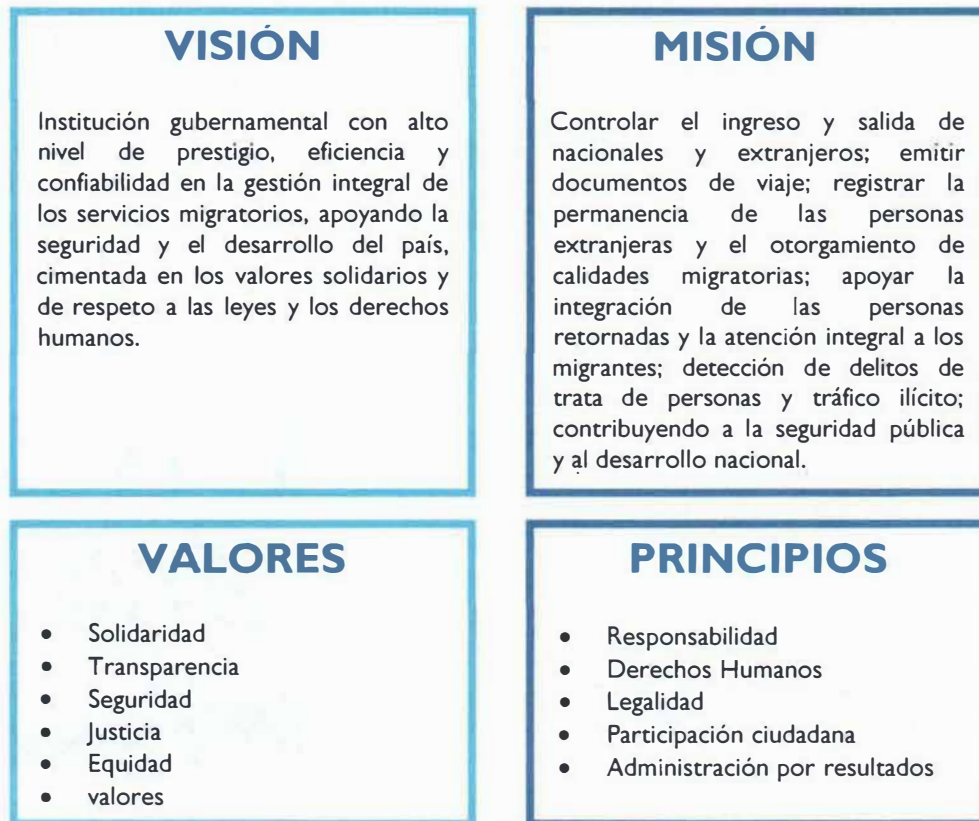 VISIÓN
Institución gubernamental con alto
nivel de prestigio, eficiencia y
confiabilidad en la gestión integral de
los servicios migratorios, apoyando la
seguridad y el desarrollo del país,
cimentada en los valores solidarios y
de respeto a las leyes y los derechos
humanos.
MISIÓN
Controlar el ingreso y salida de
nacionales y extranjeros; emitir
documentos de viaje; registrar la
permanencia de las personas
extranjeras y el otorgamiento de
calidades migratorias; apoyar la
integración de las personas
retornadas y la atención integral a los
migrantes; detección de delitos de
trata de personas y tráfico ilícito;
contribuyendo a la seguridad pública
y al desarrollo nacional.
VALORES
• Solidaridad
• Transparencia
• Seguridad
• Justicia
• Equidad
• valores
PRINCIPIOS
• Responsabilidad
• Derechos Humanos
• Legalidad
• Participación ciudadana
• Administración por resultados